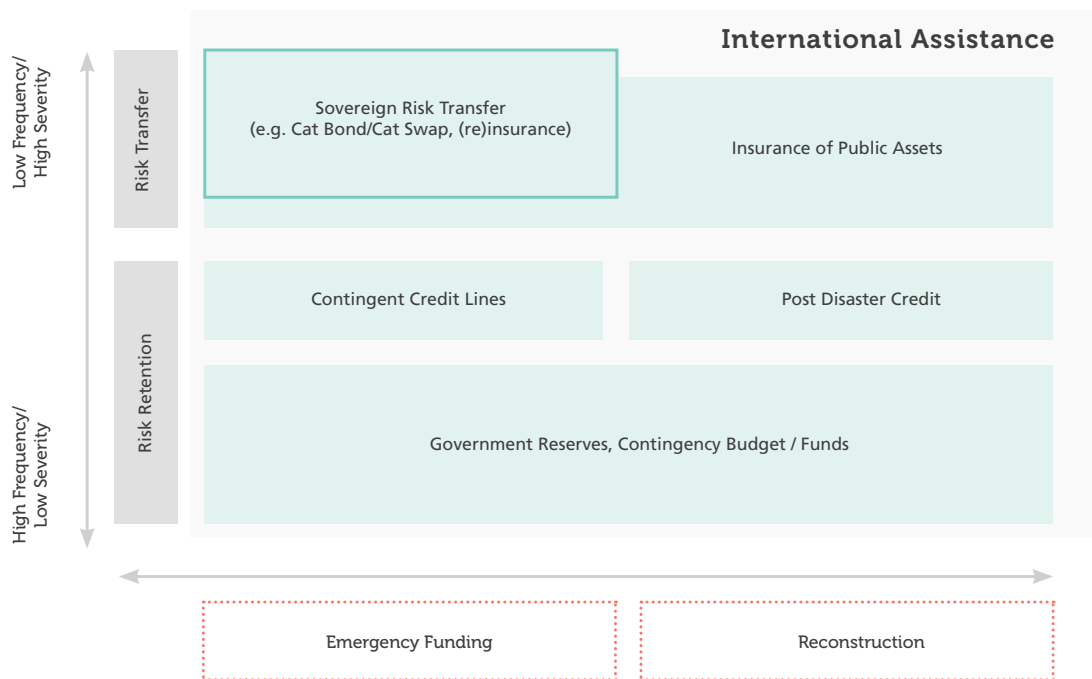 International Assistance
Low Frequency/
High Severity
Risk Transfer
Sovereign Risk Transfer
(e.g. Cat Bond/Cat Swap, (re)insurance)
Insurance of Public Assets
Contingent Credit Lines
Post Disaster Credit
Risk Retention
High Frequency/
Low Severity
Government Reserves, Contingency Budget / Funds
Emergency Funding
Reconstruction